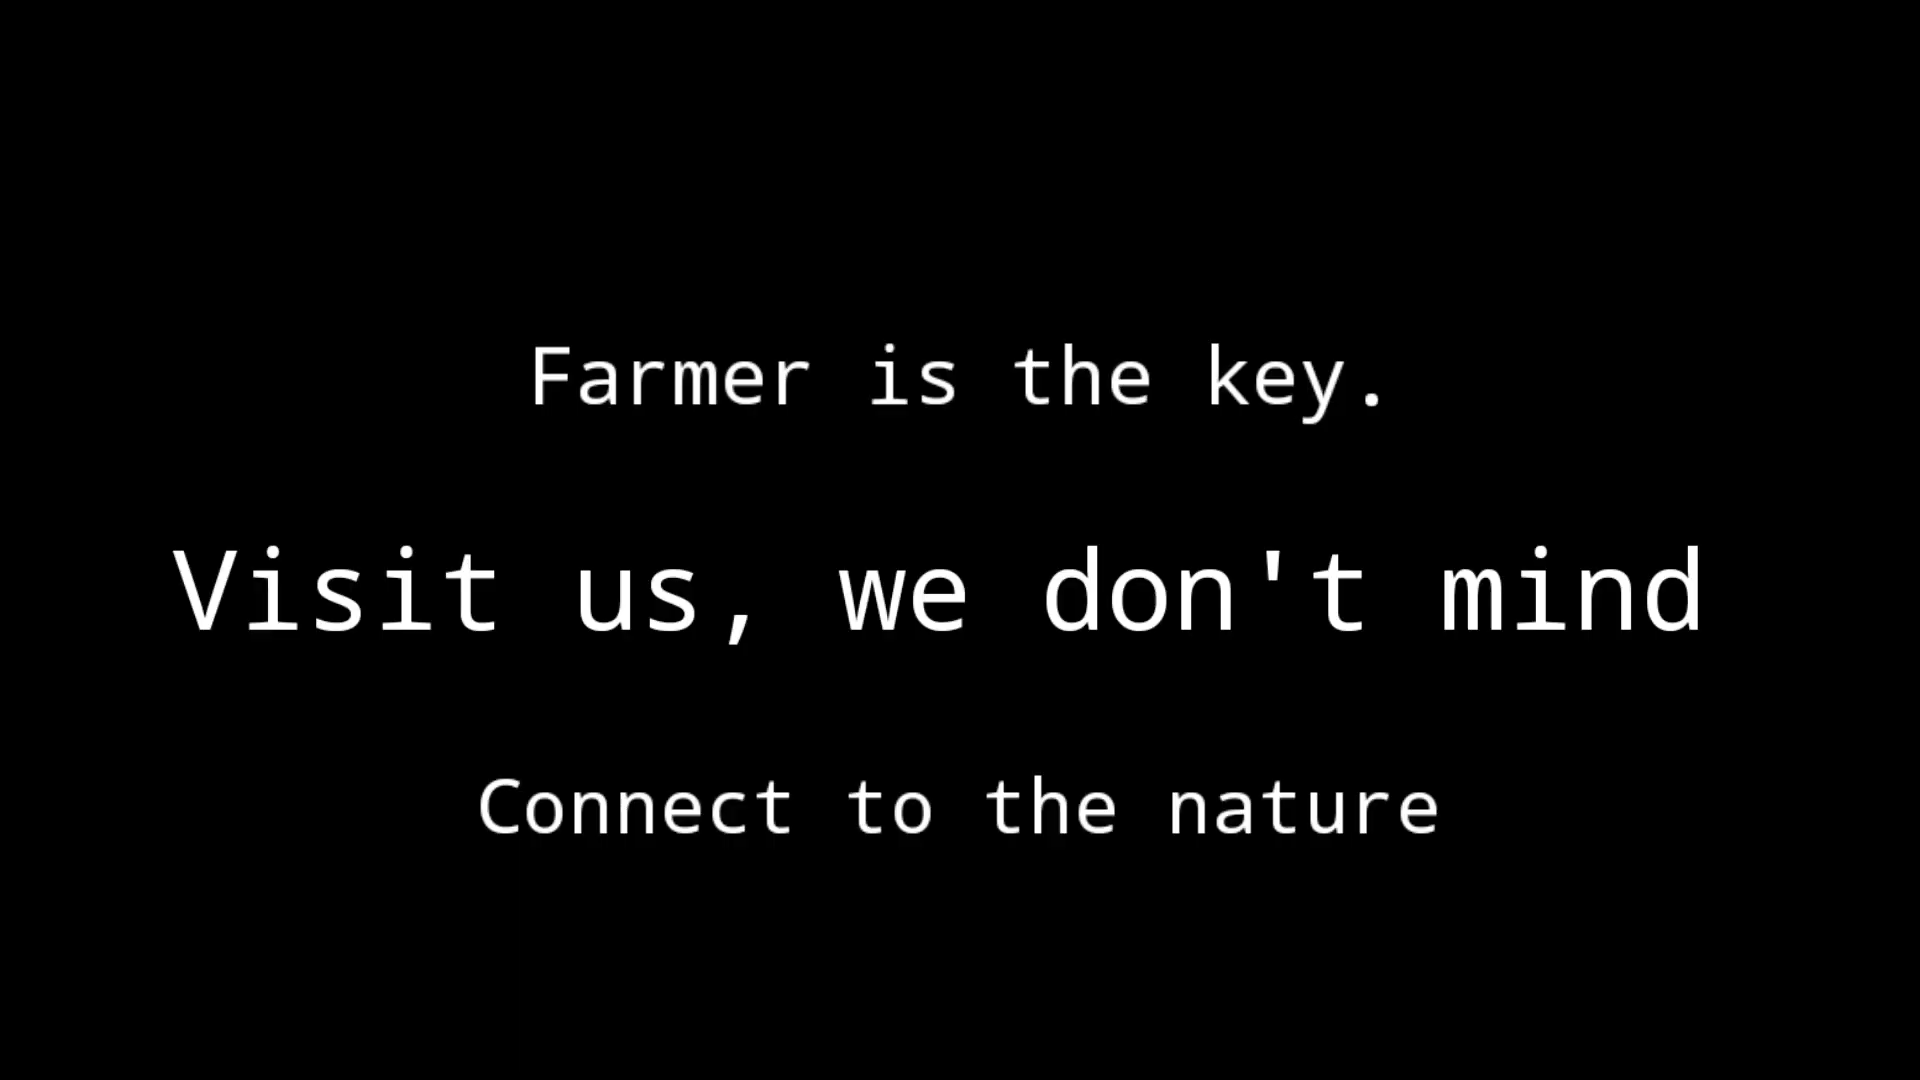 Farmer is the key.
Visit us, we don't mind
Connect to the nature